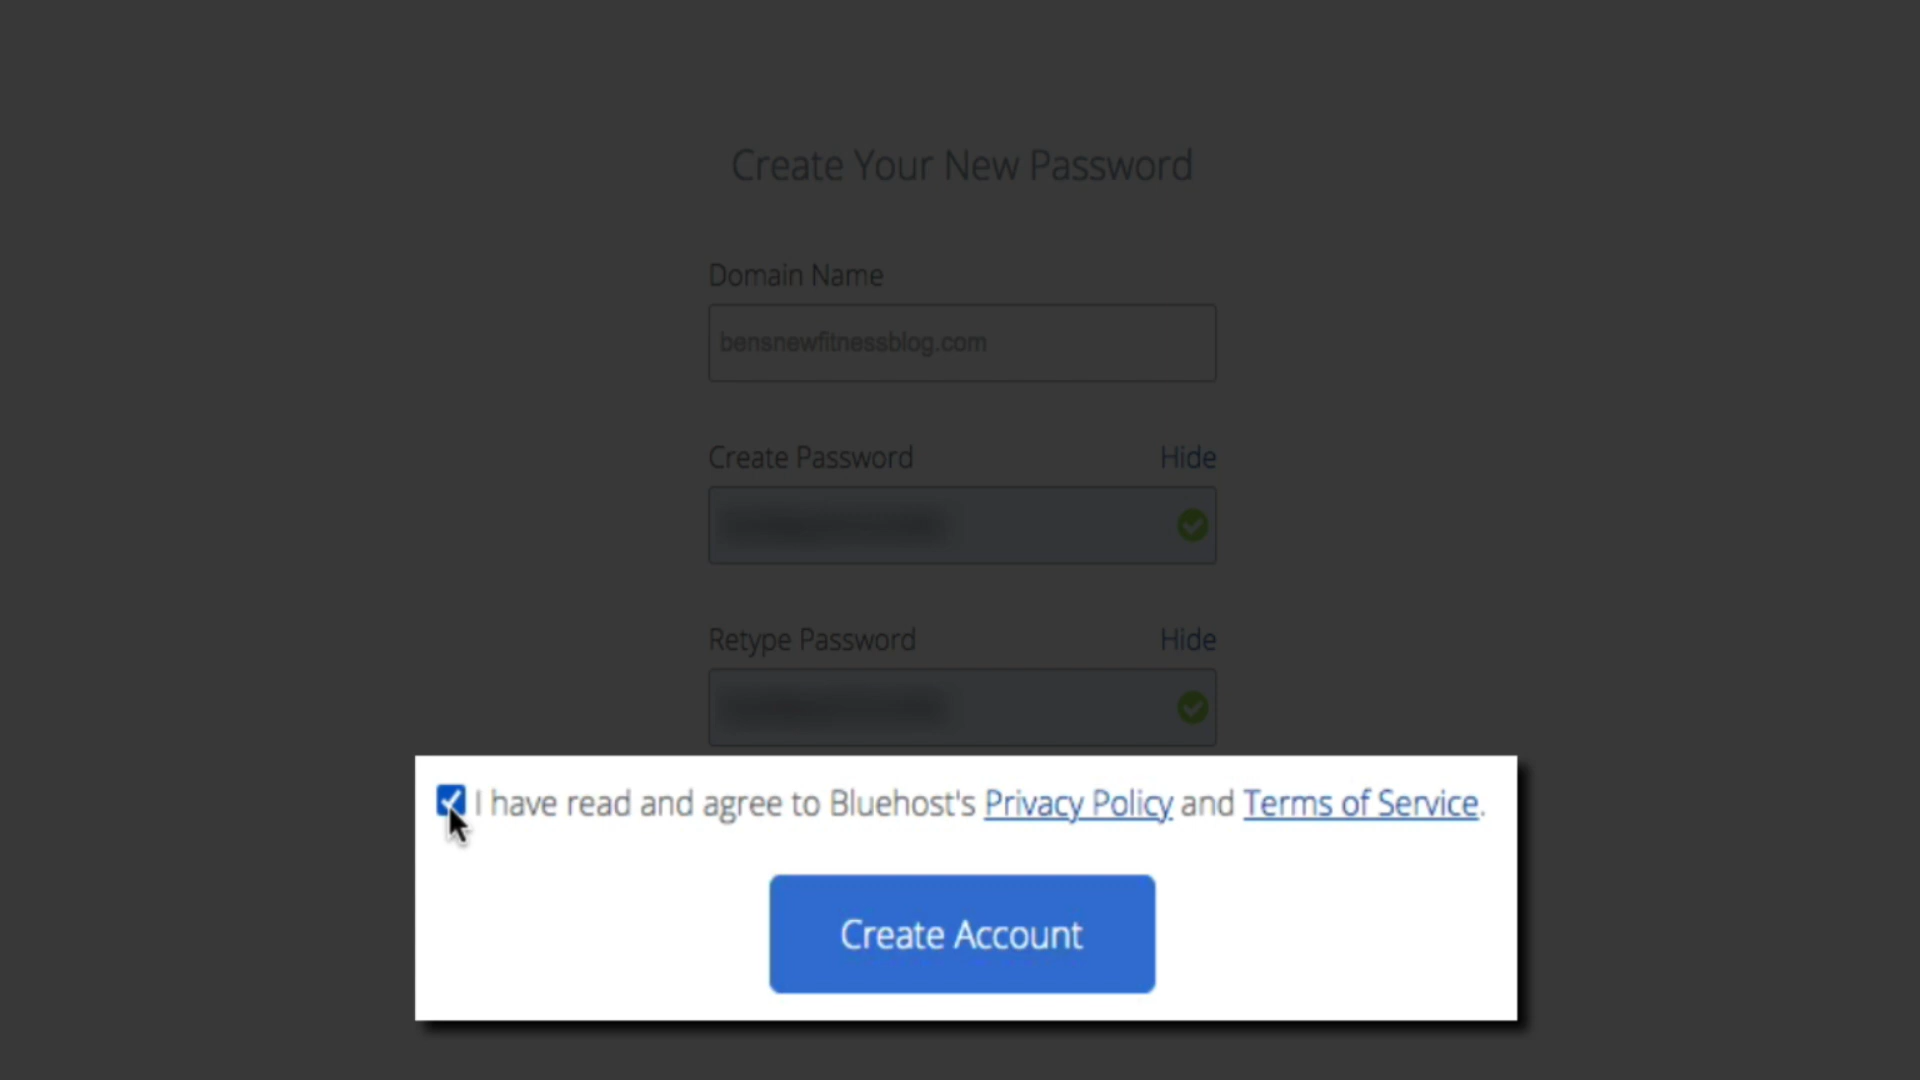 Create Your New Password
Domain Name
bensnewfitnessblog.com
Create Password Hide
Retype Password Hide
I have read and agree to Bluehost's Privacy Policy and Terms of Service.
Create Account